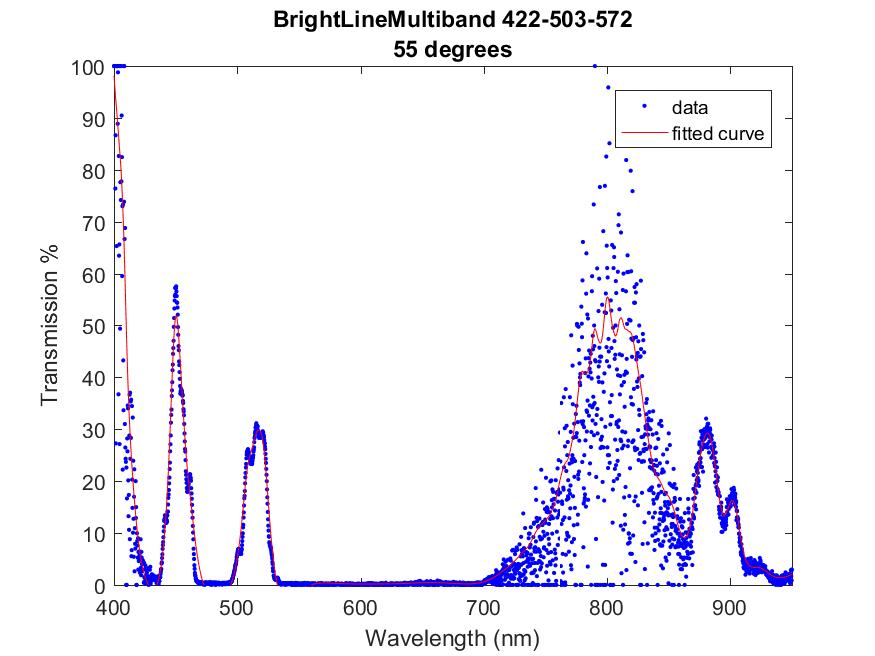 BrightLineMultiband 422-503-572
55 degrees
100
90
80
70
60
50
40
30
20
10
0
Transmission %
data
fitted curve
400
500
600
700
800
900
Wavelength (nm)